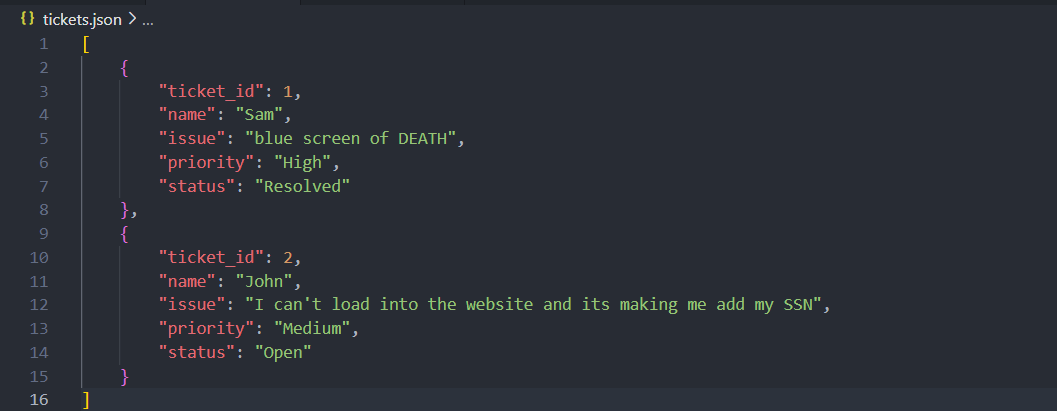 {} tickets.json > ...
1 [
2 {
3 "ticket_id": 1,
4 "name": "Sam",
5 "issue": "blue screen of DEATH",
6 "priority": "High",
7 "status": "Resolved"
8 },
9 {
10 "ticket_id": 2,
11 "name": "John",
12 "issue": "I can't load into the website and its making me add my SSN",
13 "priority": "Medium",
14 "status": "Open"
15 }
16 ]